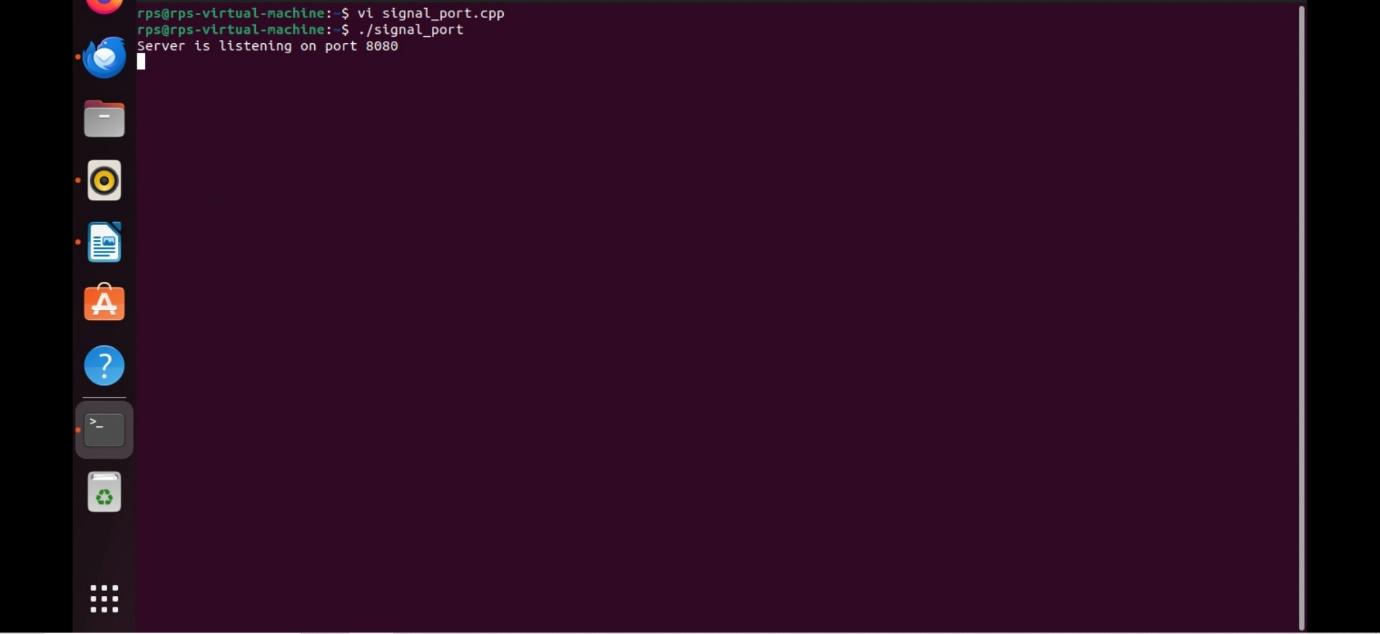 rps@rps-virtual-machine:~$ vi signal_port.cpp
rps@rps-virtual-machine:~$ ./signal_port
Server is listening on port 8080
?
>_